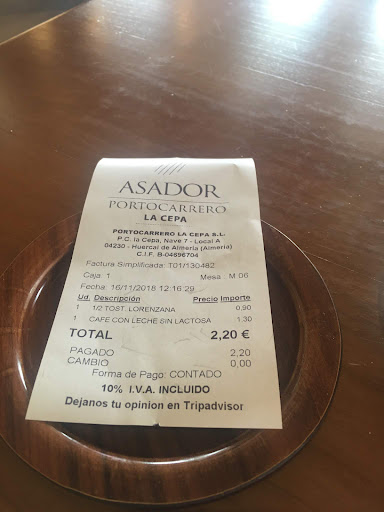 ASADOR
PORTOCARRERO
LA CEPA
PORTOCARRERO LA CEPA S.L.
P.C. la Cepa, Nave 7 - Local A
04230 - Huercal de Almeria (Almeria)
C.I.F. B-04696704
Factura Simplificada: T01/130482
Caja 1 Mesa: M 06
Fecha: 16/11/2018 12:16:29
Ud. Descripción Precio Importe
1 1/2 TOST. LORENZANA 0,90
1 CAFE CON LECHE SIN LACTOSA 1,30
TOTAL 2,20 €
PAGADO 2,20
CAMBIO 0,00
Forma de Pago: CONTADO
10% I.V.A. INCLUIDO
Dejanos tu opinion en Tripadvisor